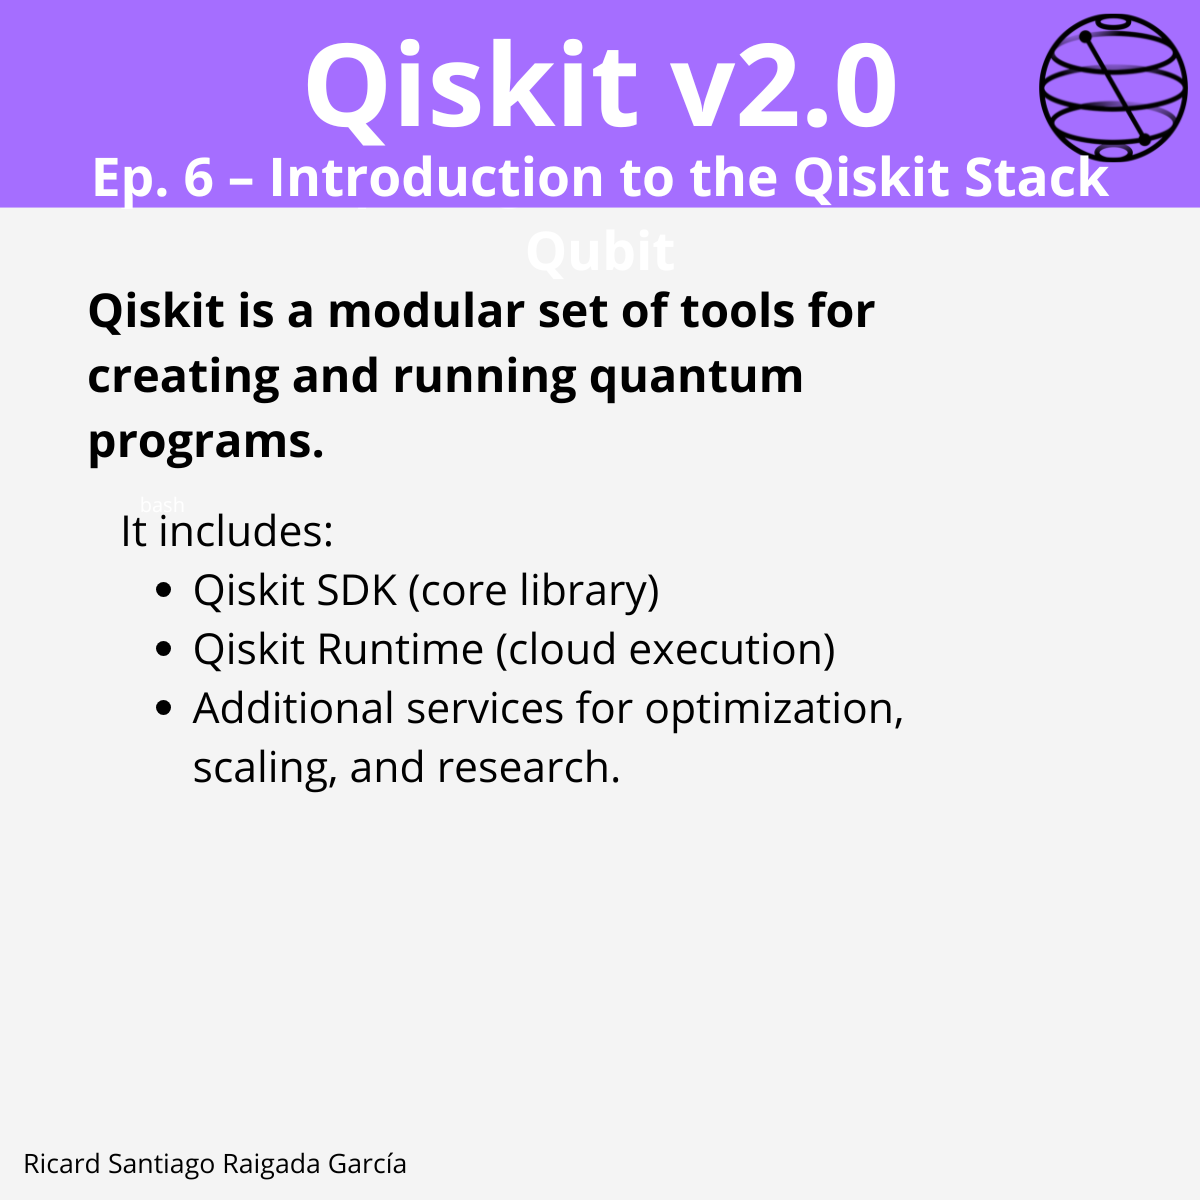 Qiskit v2.0
Ep. 6 – Introduction to the Qiskit Stack
Qubit
Qiskit is a modular set of tools for
creating and running quantum
programs.
bash
It includes:
• Qiskit SDK (core library)
• Qiskit Runtime (cloud execution)
• Additional services for optimization,
scaling, and research.
Ricard Santiago Raigada García